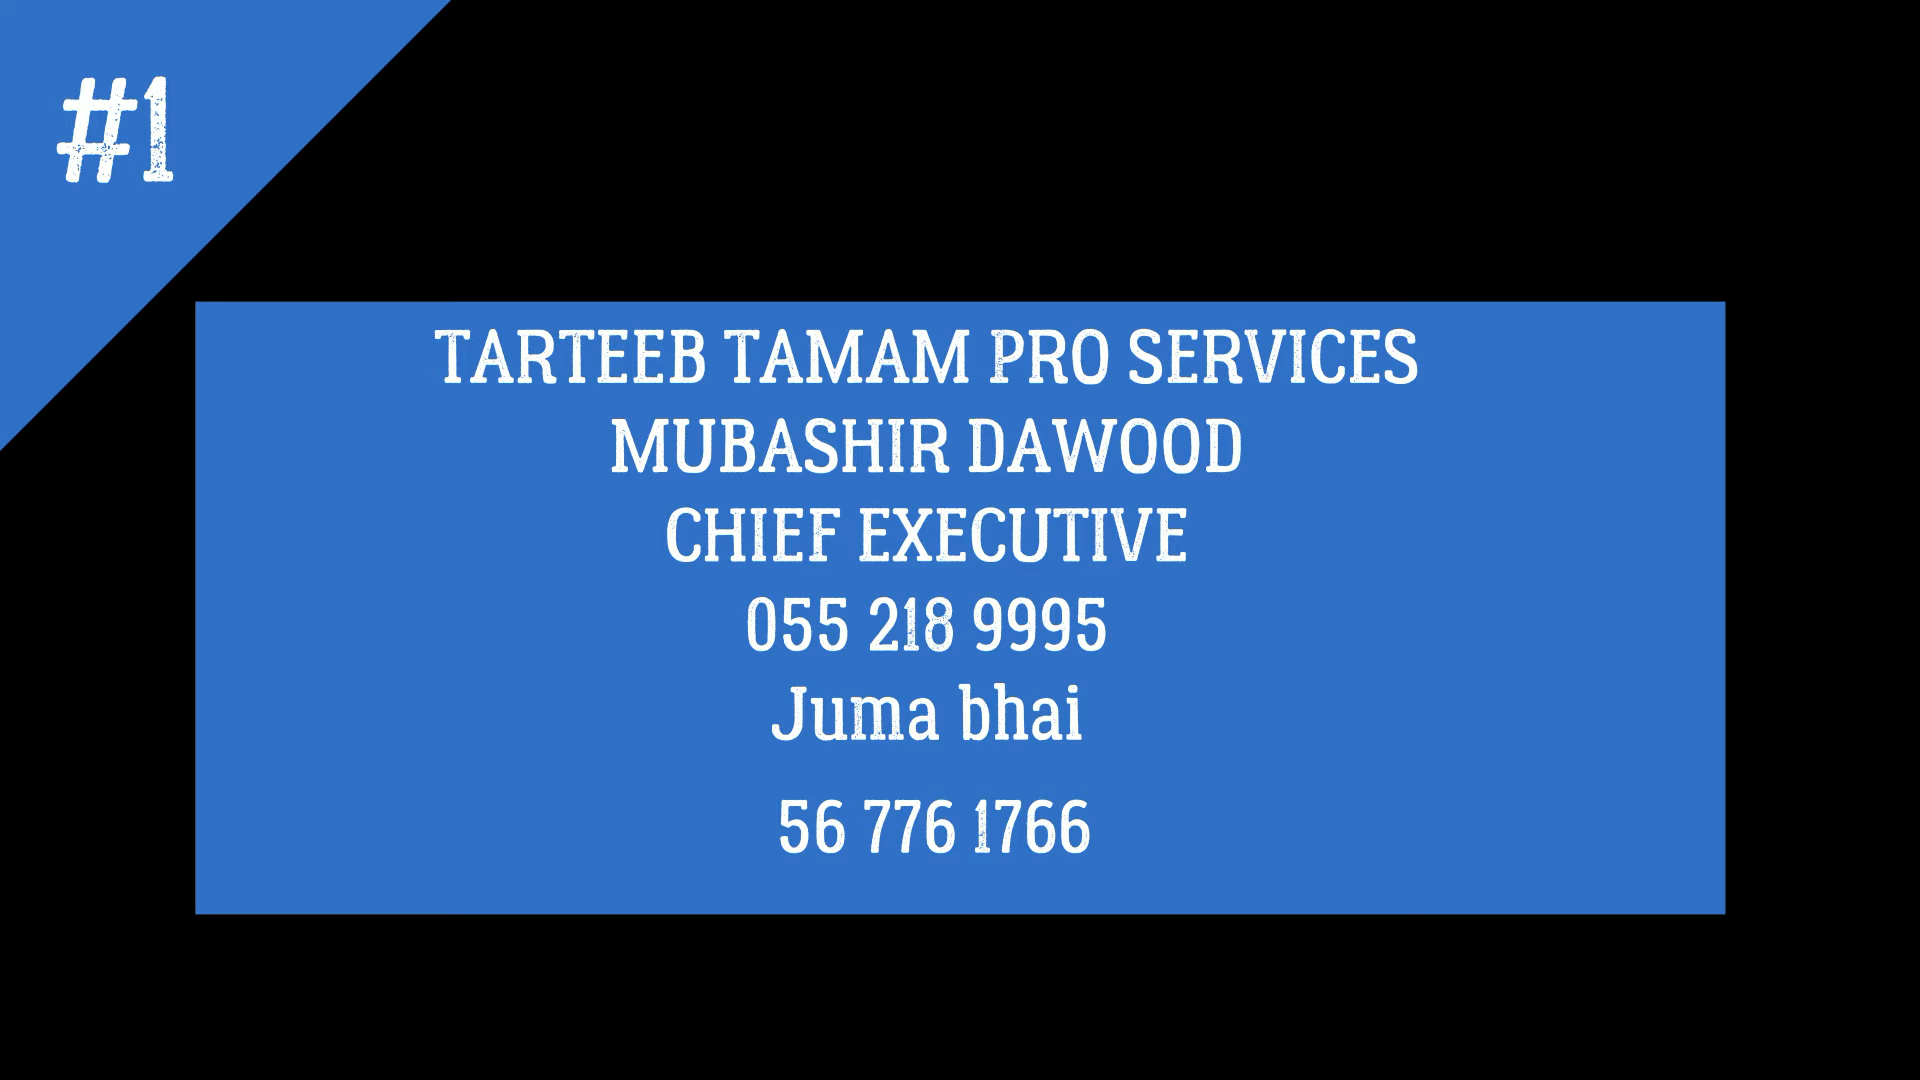 #1
TARTEEB TAMAM PRO SERVICES
MUBASHIR DAWOOD
CHIEF EXECUTIVE
055 218 9995
Juma bhai
56 776 1766